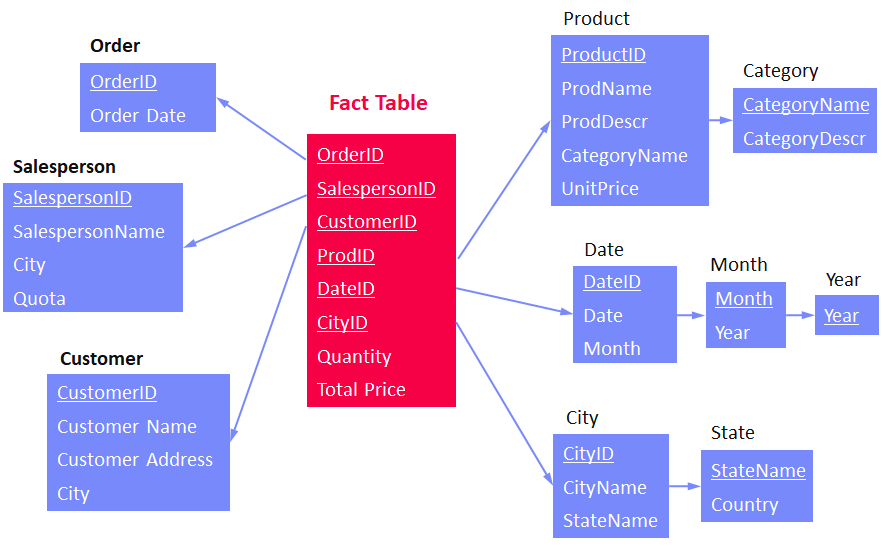 Order
OrderID
Order Date
Salesperson
SalespersonID
SalespersonName
City
Quota
Customer
CustomerID
Customer Name
Customer Address
City
Fact Table
OrderID
SalespersonID
CustomerID
ProdID
DateID
CityID
Quantity
Total Price
Product
ProductID
ProdName
ProdDescr
CategoryName
UnitPrice
Category
CategoryName
CategoryDescr
Date
DateID
Date
Month
Month
Month
Year
Year
Year
City
CityID
CityName
StateName
State
StateName
Country